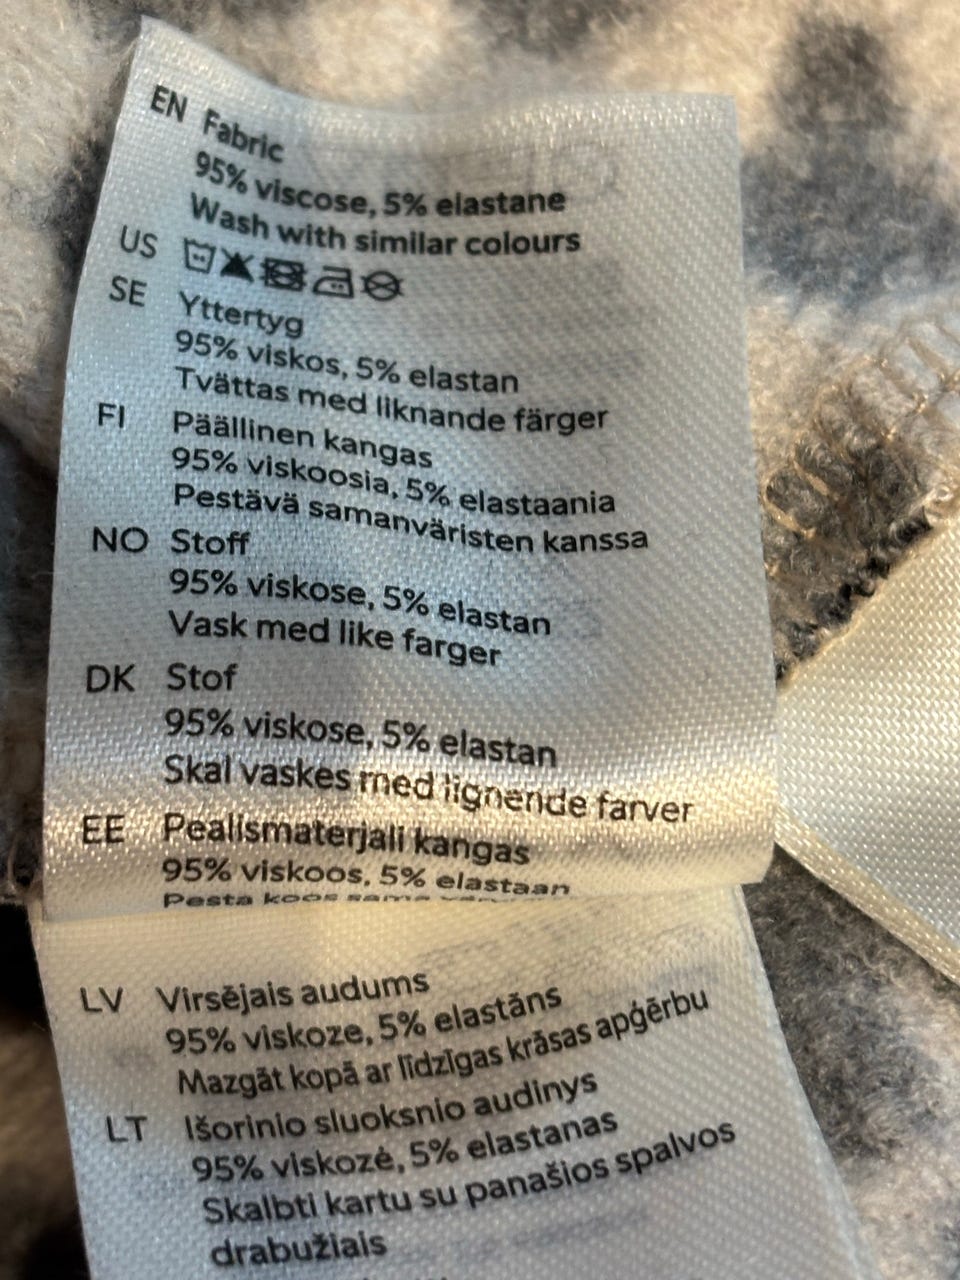 EN Fabric
95% viscose, 5% elastane
Wash with similar colours
US
SE Yttertyg
95% viskos, 5% elastan
Tvättas med liknande färger
FI Päällinen kangas
95% viskoosia, 5% elastaania
Pestävä samanväristen kanssa
NO Stoff
95% viskose, 5% elastan
Vask med like farger
DK Stof
95% viskose, 5% elastan
Skal vaskes med lignende farver
EE Pealismaterjali kangas
95% viskoos, 5% elastaan
Pesta koos sama
LV Virsējais audums
95% viskoze, 5% elastāns
Mazgāt kopā ar līdzīgas krāsas apģērbu
LT Išorinio sluoksnio audinys
95% viskozė, 5% elastanas
Skalbti kartu su panašios spalvos
drabužiais